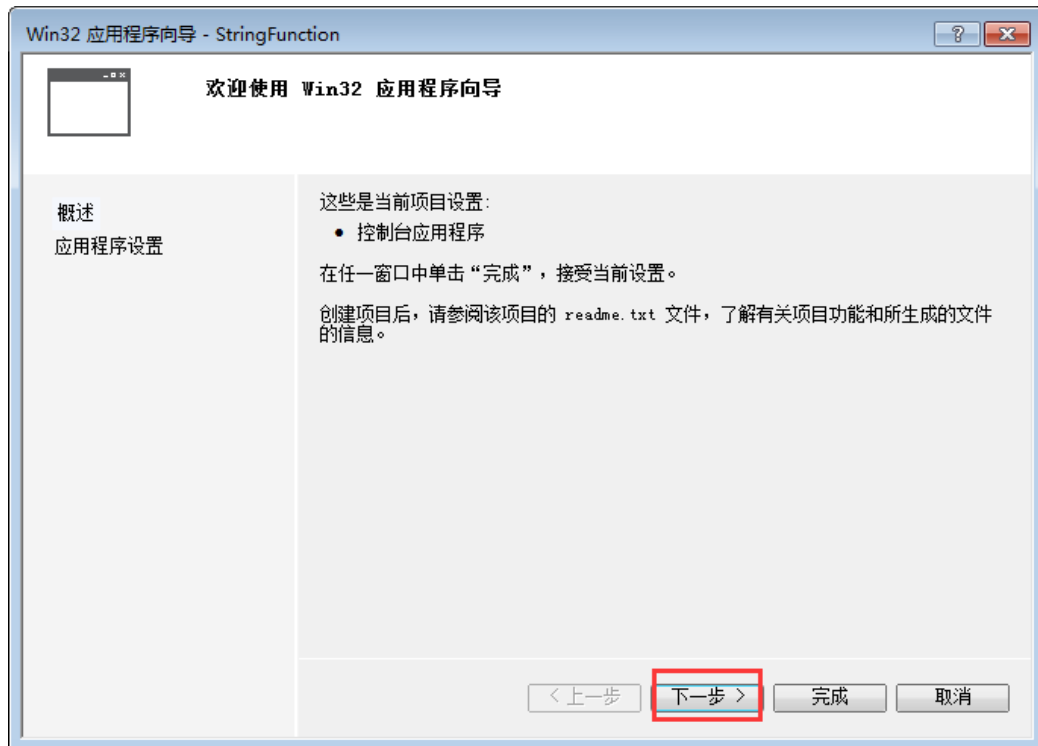 Win32 应用程序向导 - StringFunction
?
欢迎使用 Win32 应用程序向导
概述
应用程序设置
这些是当前项目设置:
• 控制台应用程序
在任一窗口中单击“完成”，接受当前设置。
创建项目后，请参阅该项目的 readme.txt 文件，了解有关项目功能和所生成的文件
的信息。
< 上一步
下一步 >
完成
取消